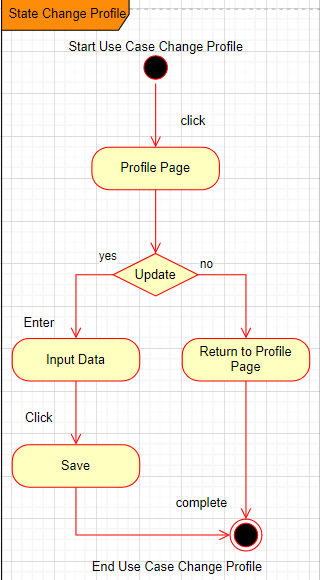 State Change Profile
Start Use Case Change Profile
click
Profile Page
yes
no
Update
Enter
Input Data
Return to Profile
Page
Click
Save
complete
End Use Case Change Profile